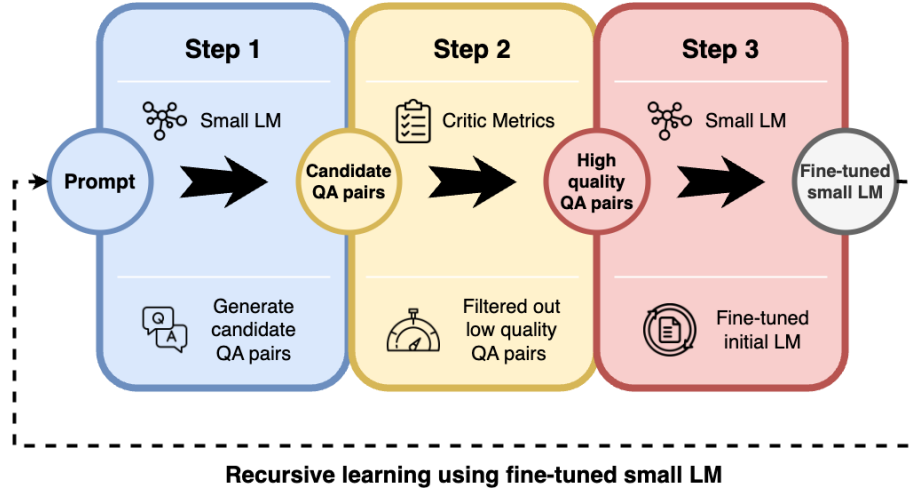 Step 1
Step 2
Step 3
Small LM
Critic Metrics
Small LM
Prompt
Candidate
QA pairs
High
quality
QA pairs
Fine-tuned
small LM
Q
A
Generate
candidate
QA pairs
Filtered out
low quality
QA pairs
Fine-tuned
initial LM
Recursive learning using fine-tuned small LM